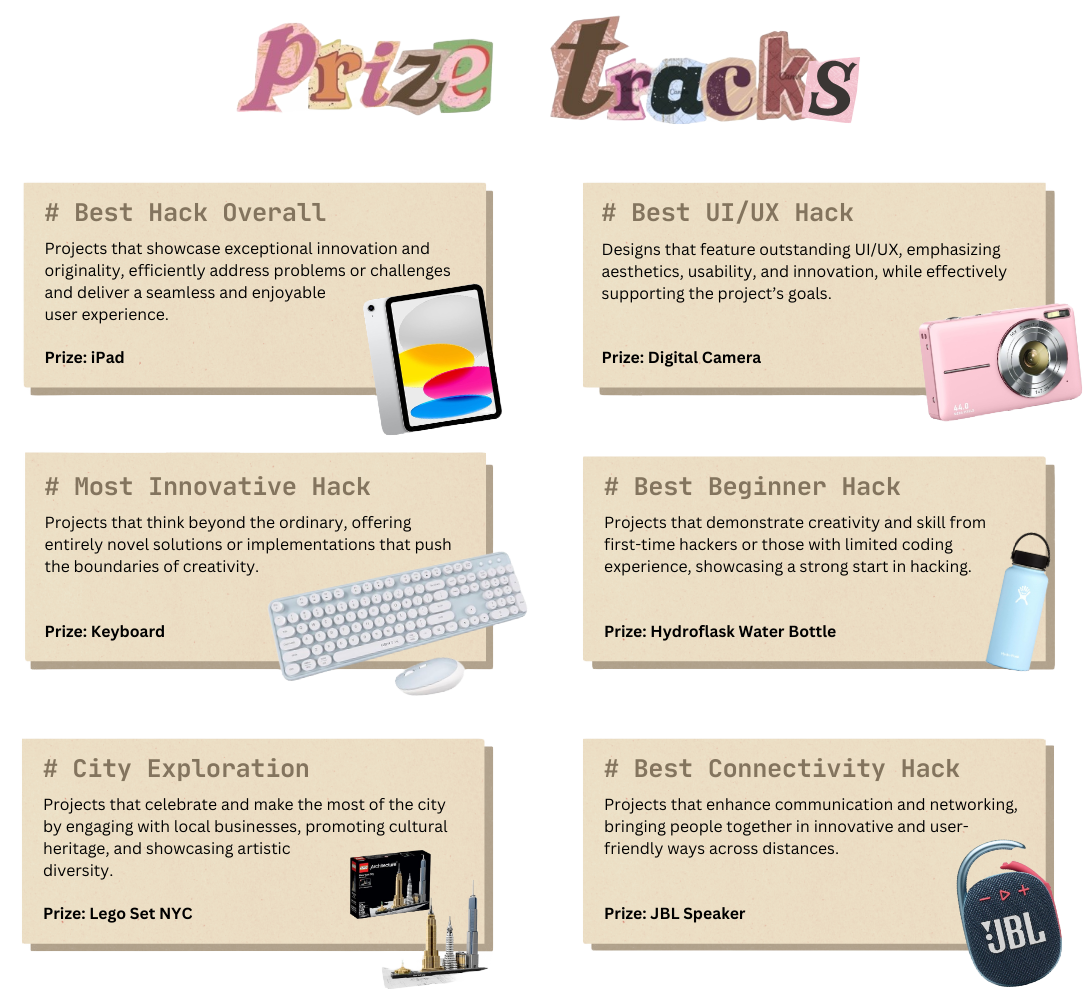 Prize tracks
# Best Hack Overall
Projects that showcase exceptional innovation and
originality, efficiently address problems or challenges
and deliver a seamless and enjoyable
user experience.
Prize: iPad
# Best UI/UX Hack
Designs that feature outstanding UI/UX, emphasizing
aesthetics, usability, and innovation, while effectively
supporting the project’s goals.
Prize: Digital Camera
44.0
# Most Innovative Hack
Projects that think beyond the ordinary, offering
entirely novel solutions or implementations that push
the boundaries of creativity.
Prize: Keyboard
# Best Beginner Hack
Projects that demonstrate creativity and skill from
first-time hackers or those with limited coding
experience, showcasing a strong start in hacking.
Prize: Hydroflask Water Bottle
# City Exploration
Projects that celebrate and make the most of the city
by engaging with local businesses, promoting cultural
heritage, and showcasing artistic
diversity.
Prize: Lego Set NYC
LEGO Architecture
# Best Connectivity Hack
Projects that enhance communication and networking,
bringing people together in innovative and user-
friendly ways across distances.
Prize: JBL Speaker
JBL